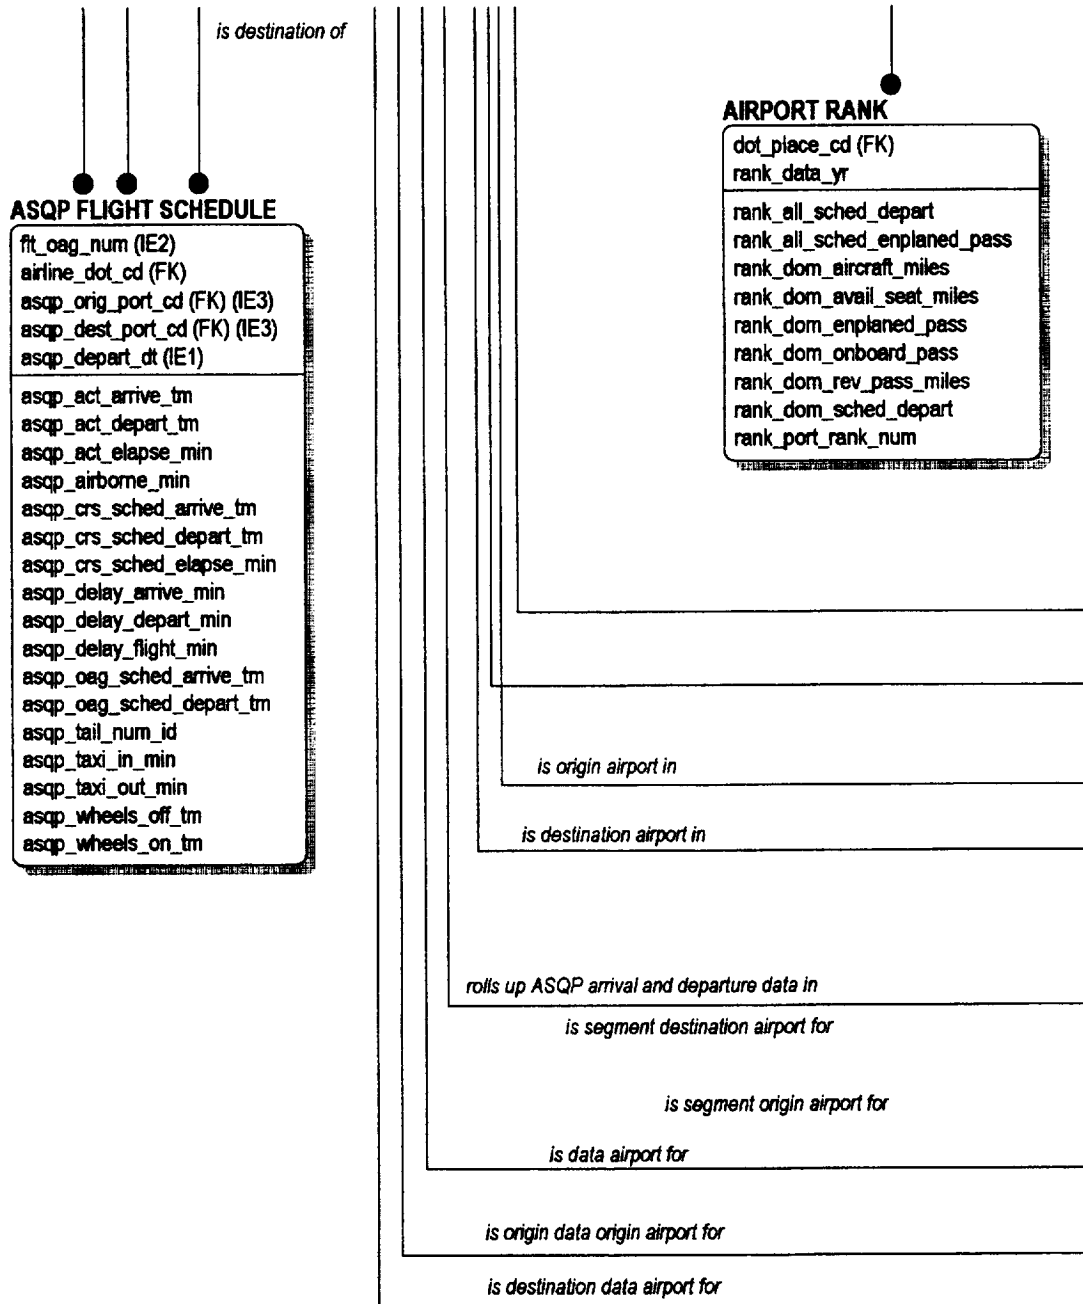 is destination of
AIRPORT RANK
dot_place_cd (FK)
rank_data_yr
rank_all_sched_depart
rank_all_sched_enplaned_pass
rank_dom_aircraft_miles
rank_dom_avail_seat_miles
rank_dom_enplaned_pass
rank_dom_onboard_pass
rank_dom_rev_pass_miles
rank_dom_sched_depart
rank_port_rank_num
ASQP FLIGHT SCHEDULE
flt_oag_num (IE2)
airline_dot_cd (FK)
asqp_orig_port_cd (FK) (IE3)
asqp_dest_port_cd (FK) (IE3)
asqp_depart_dt (IE1)
asqp_act_arrive_tm
asqp_act_depart_tm
asqp_act_elapse_min
asqp_airborne_min
asqp_crs_sched_arrive_tm
asqp_crs_sched_depart_tm
asqp_crs_sched_elapse_min
asqp_delay_arrive_min
asqp_delay_depart_min
asqp_delay_flight_min
asqp_oag_sched_arrive_tm
asqp_oag_sched_depart_tm
asqp_tail_num_id
asqp_taxi_in_min
asqp_taxi_out_min
asqp_wheels_off_tm
asqp_wheels_on_tm
is origin airport in
is destination airport in
rolls up ASQP arrival and departure data in
is segment destination airport for
is segment origin airport for
is data airport for
is origin data origin airport for
is destination data airport for